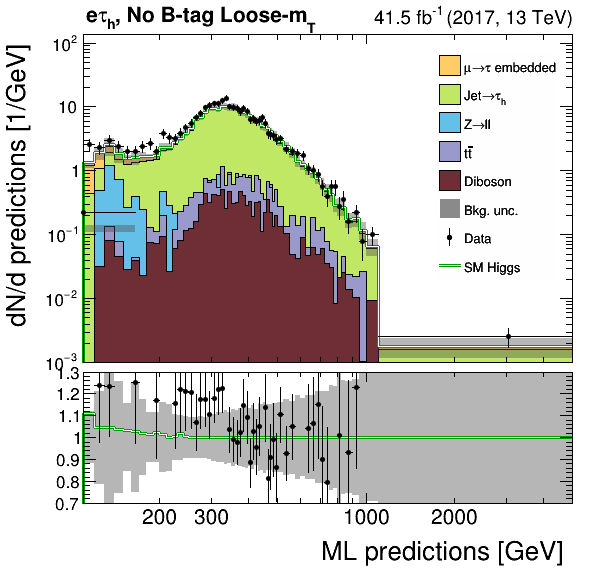 eτh, No B-tag Loose-mT 41.5 fb⁻¹ (2017, 13 TeV)
dN/d predictions [1/GeV]
10²
10
1
10⁻¹
10⁻²
10⁻³
μ→τ embedded
Jet→τh
Z→ll
tt̄
Diboson
Bkg. unc.
Data
SM Higgs
1.3
1.2
1.1
1
0.9
0.8
0.7
200 300 1000 2000
ML predictions [GeV]